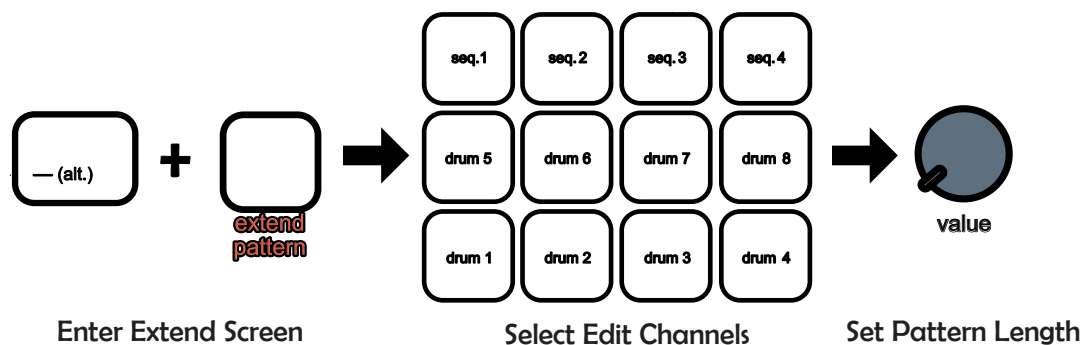 seq.1 seq.2 seq.3 seq.4
— (alt.) + drum 5 drum 6 drum 7 drum 8
extend
pattern
value
drum 1 drum 2 drum 3 drum 4
Enter Extend Screen
Select Edit Channels
Set Pattern Length